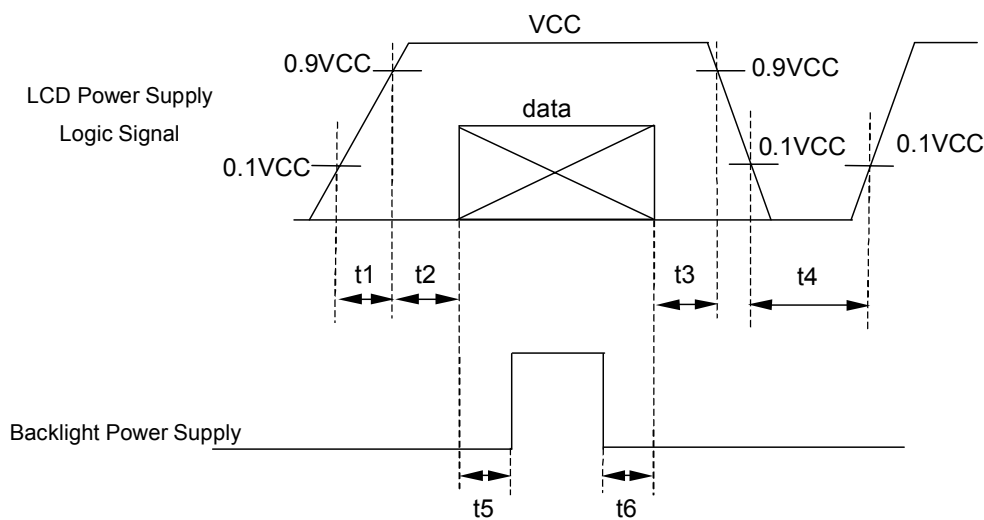 VCC
0.9VCC
0.9VCC
LCD Power Supply
Logic Signal
data
0.1VCC
0.1VCC
0.1VCC
t1
t2
t3
t4
Backlight Power Supply
t5
t6